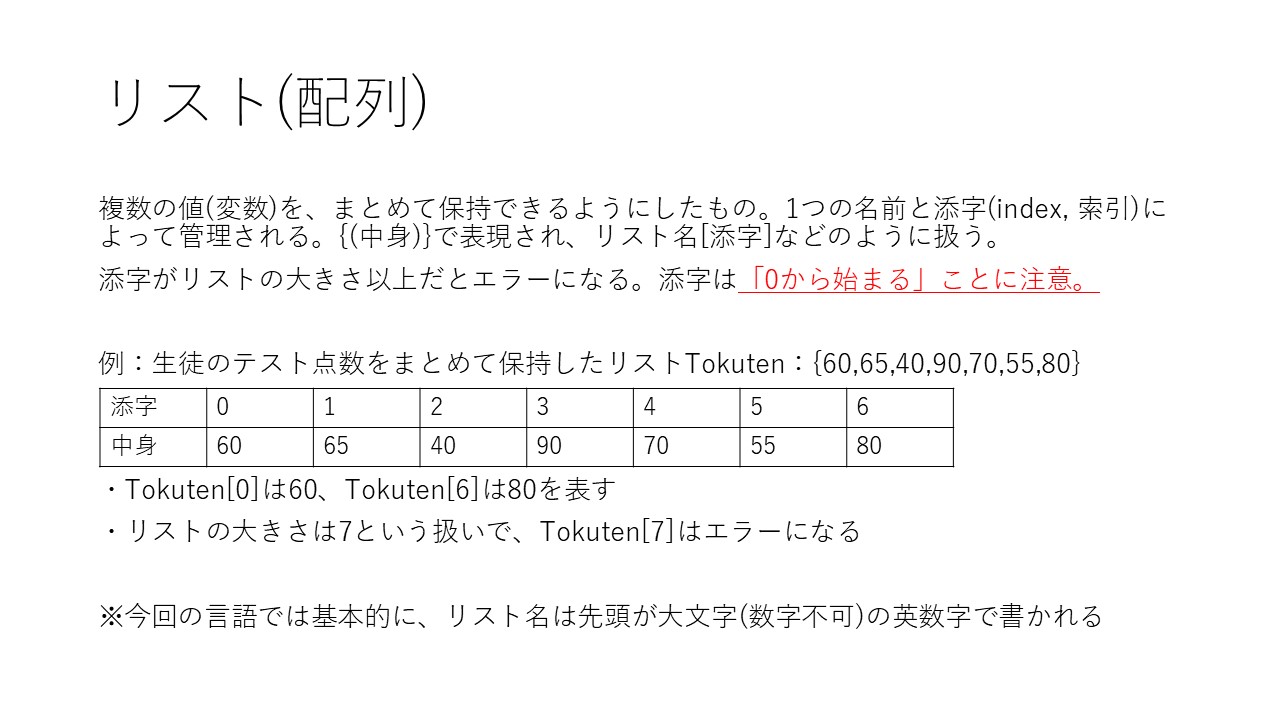 リスト(配列)
複数の値(変数)を、まとめて保持できるようにしたもの。1つの名前と添字(index, 索引)に
よって管理される。{(中身)}で表現され、リスト名[添字]などのように扱う。
添字がリストの大きさ以上だとエラーになる。添字は「0から始まる」ことに注意。
例：生徒のテスト点数をまとめて保持したリストTokuten：{60,65,40,90,70,55,80}
添字 0 1 2 3 4 5 6
中身 60 65 40 90 70 55 80
・Tokuten[0]は60、Tokuten[6]は80を表す
・リストの大きさは7という扱いで、Tokuten[7]はエラーになる
※今回の言語では基本的に、リスト名は先頭が大文字(数字不可)の英数字で書かれる